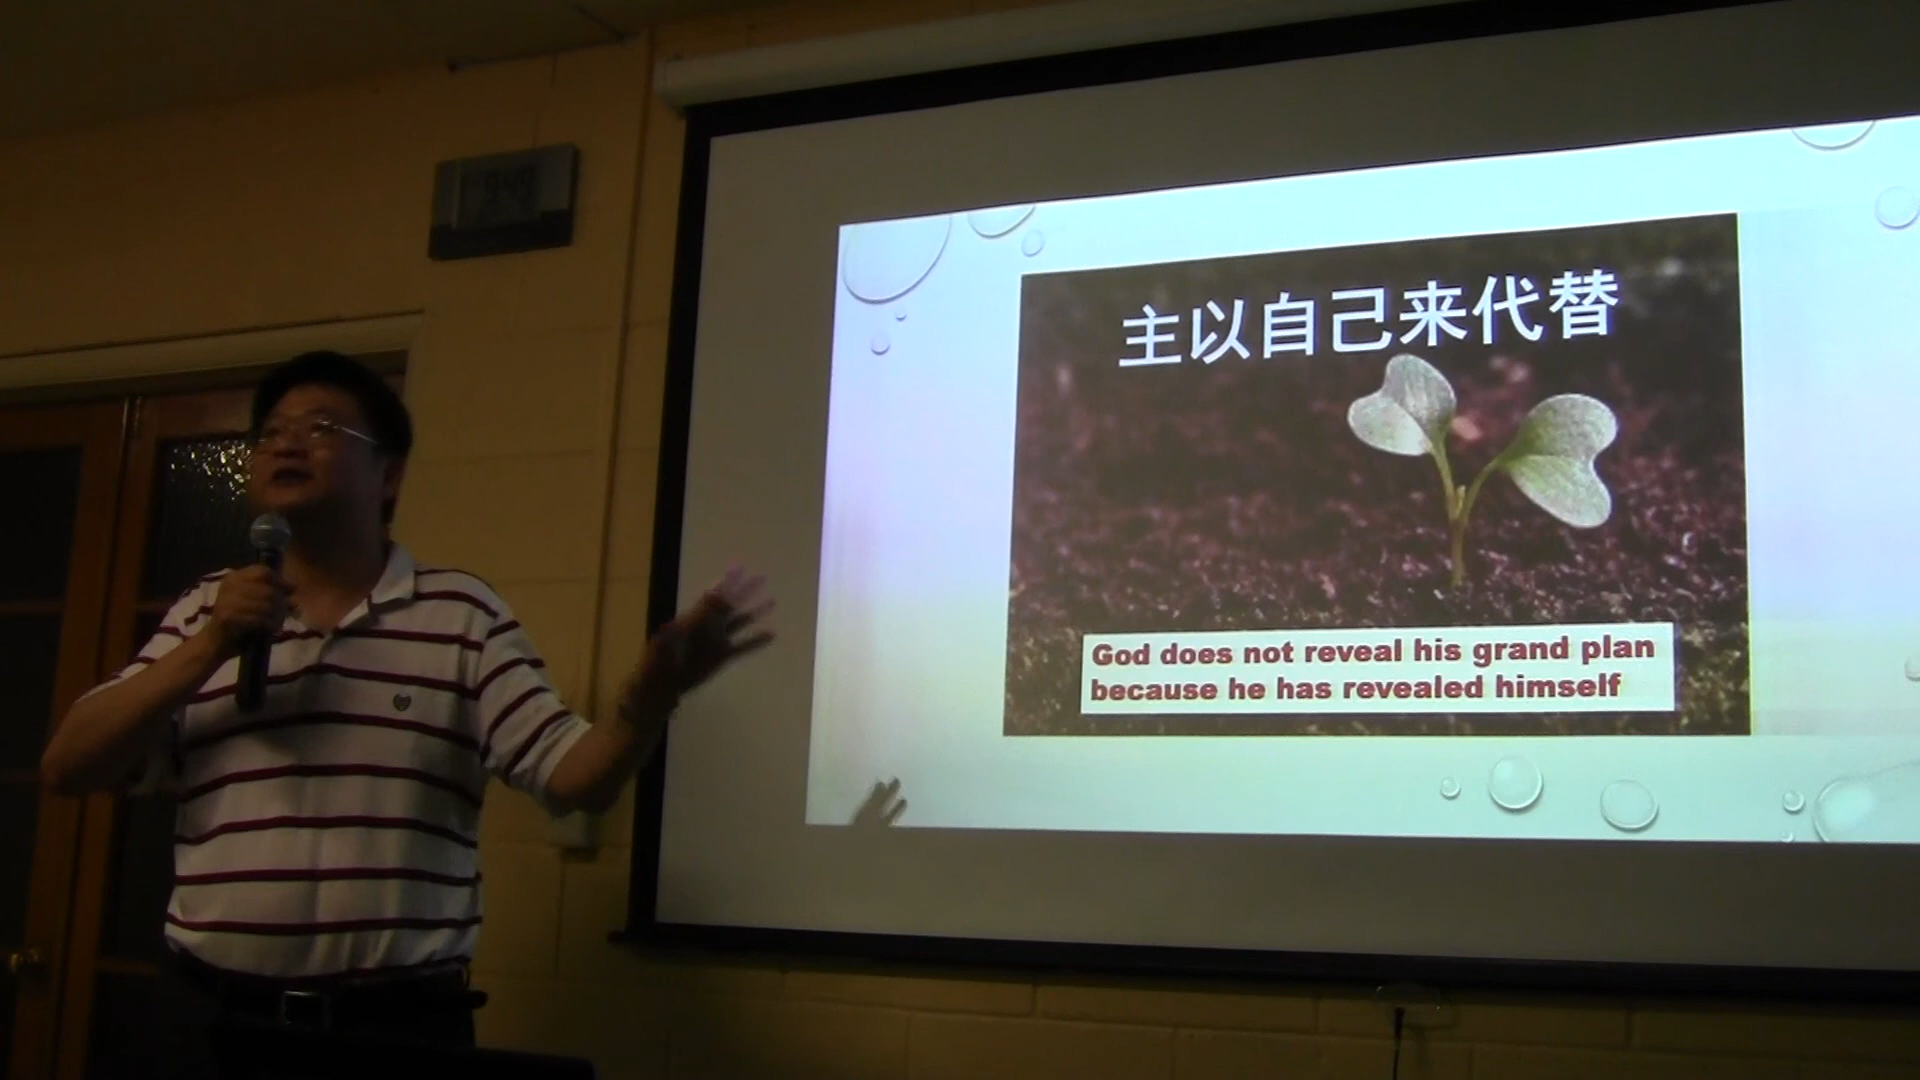 主以自己来代替
God does not reveal his grand plan
because he has revealed himself